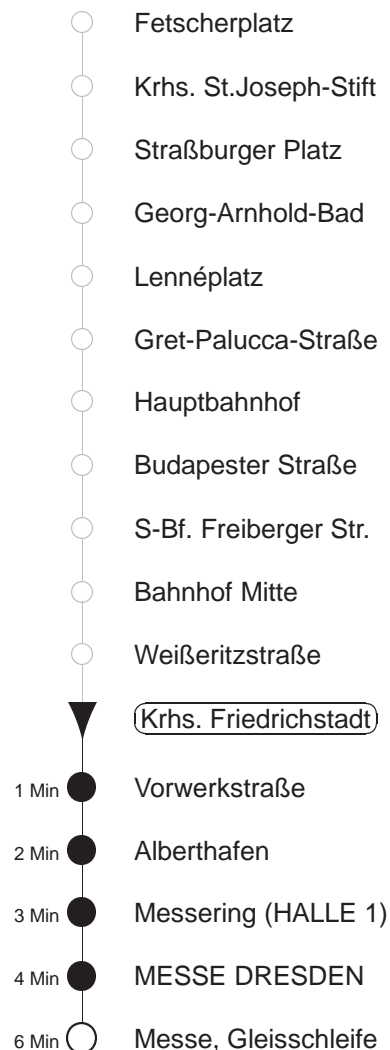 Fetscherplatz
Krhs. St.Joseph-Stift
Straßburger Platz
Georg-Arnhold-Bad
Lennéplatz
Gret-Palucca-Straße
Hauptbahnhof
Budapester Straße
S-Bf. Freiberger Str.
Bahnhof Mitte
Weißeritzstraße
Krhs. Friedrichstadt
1 Min Vorwerkstraße
2 Min Alberthafen
3 Min Messering (HALLE 1)
4 Min MESSE DRESDEN
6 Min Messe, Gleisschleife